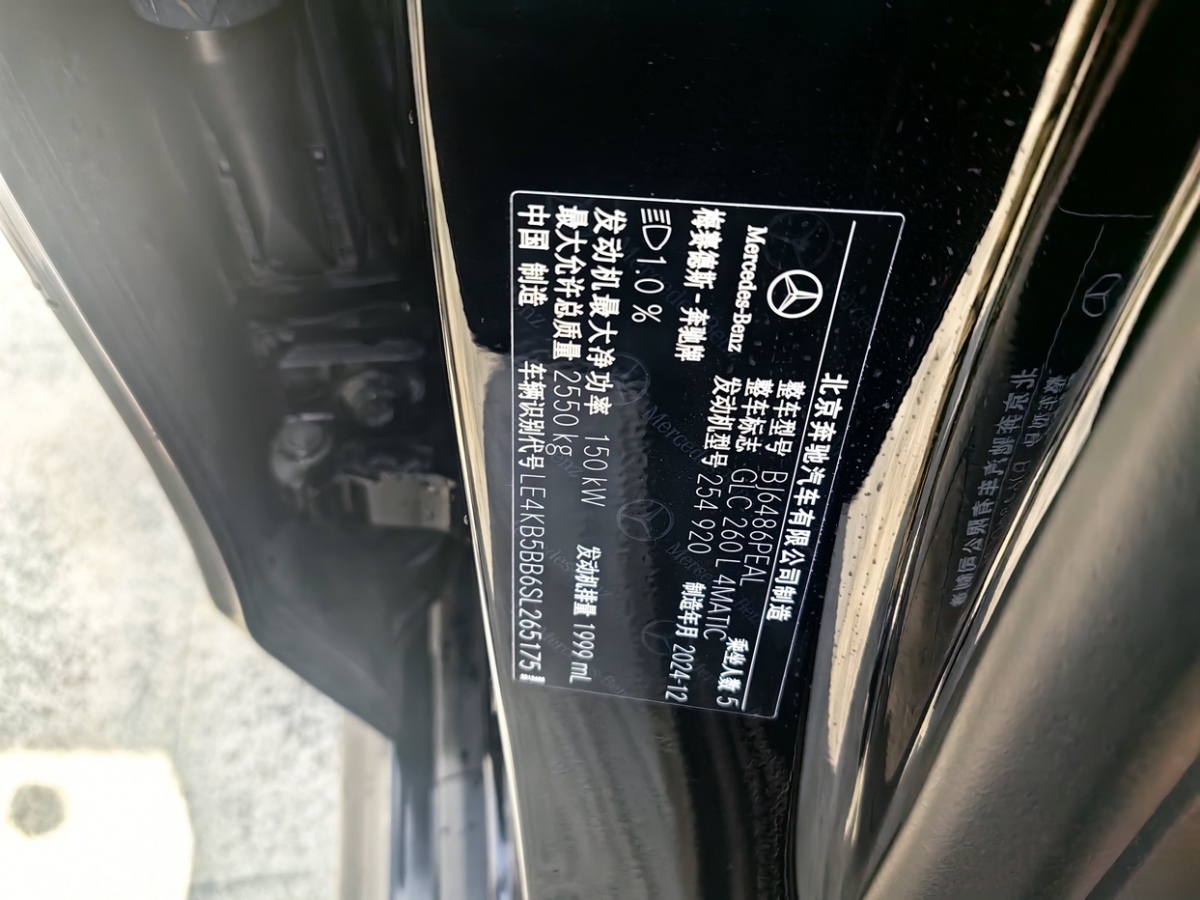 北京奔驰汽车有限公司制造
Mercedes-Benz
整车型号 BJ6486PEAL
整车标志 GLC 260 L 4MATIC 乘坐人数 5
发动机型号 254 920 制造年月 2024-12
梅赛德斯-奔驰牌
1.0%
发动机最大净功率 150 kW 发动机排量 1999 mL
最大允许总质量 2550 kg
中国 制造 车辆识别代号 LE4KB5BB6SL265175